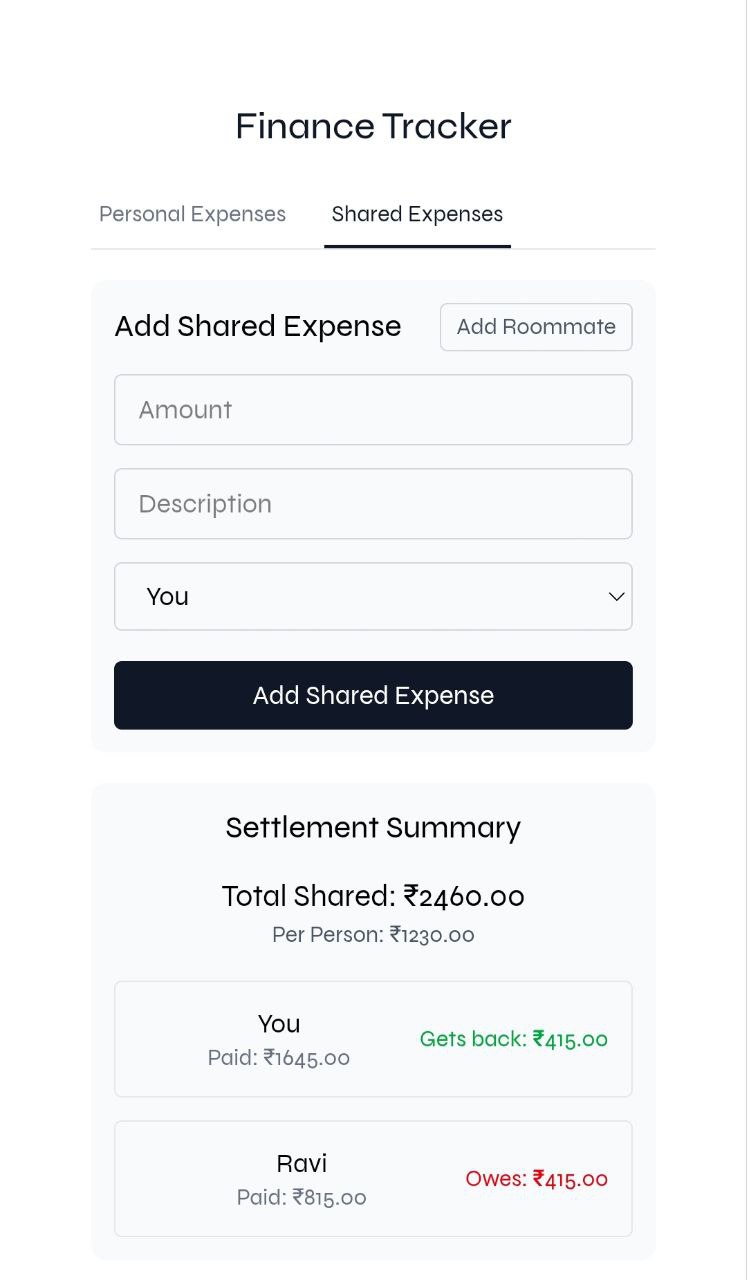 Finance Tracker
Personal Expenses Shared Expenses
Add Shared Expense Add Roommate
Amount
Description
You
Add Shared Expense
Settlement Summary
Total Shared: ₹2460.00
Per Person: ₹1230.00
You
Paid: ₹1645.00
Gets back: ₹415.00
Ravi
Paid: ₹815.00
Owes: ₹415.00